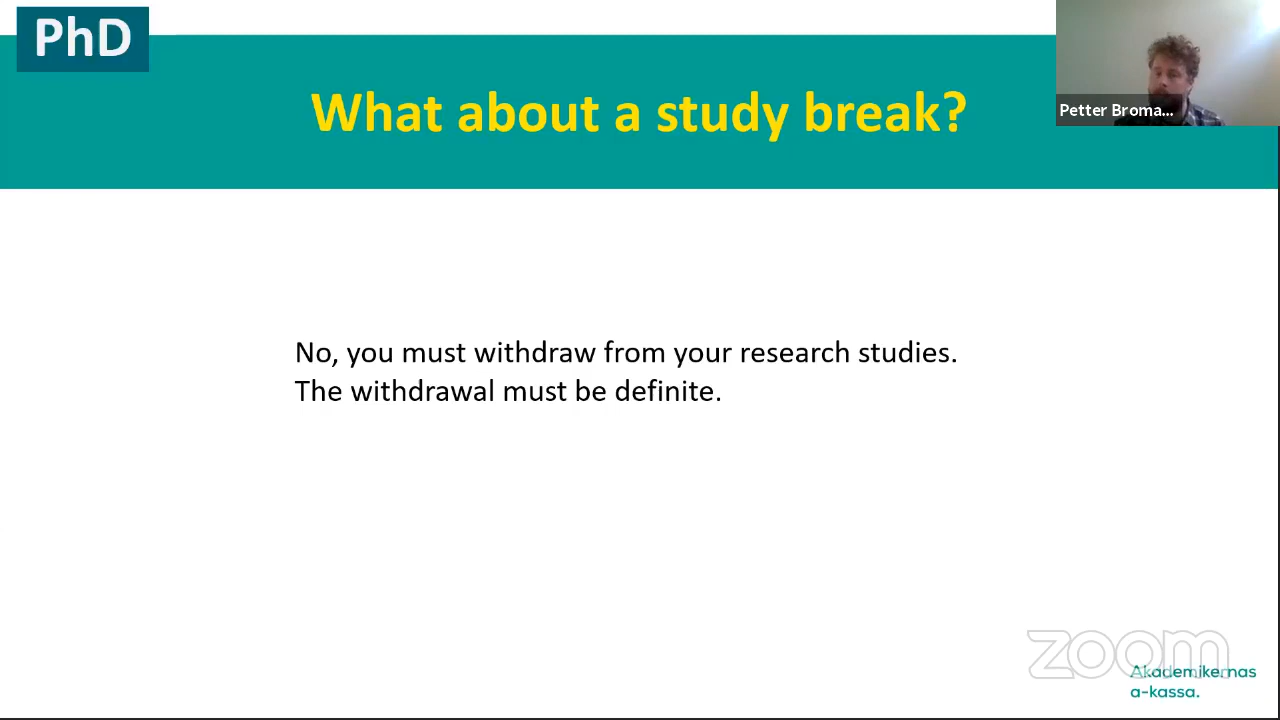 PhD
What about a study break?
Petter Broma...
No, you must withdraw from your research studies.
The withdrawal must be definite.
zoom
Akademikernas
a-kassa.